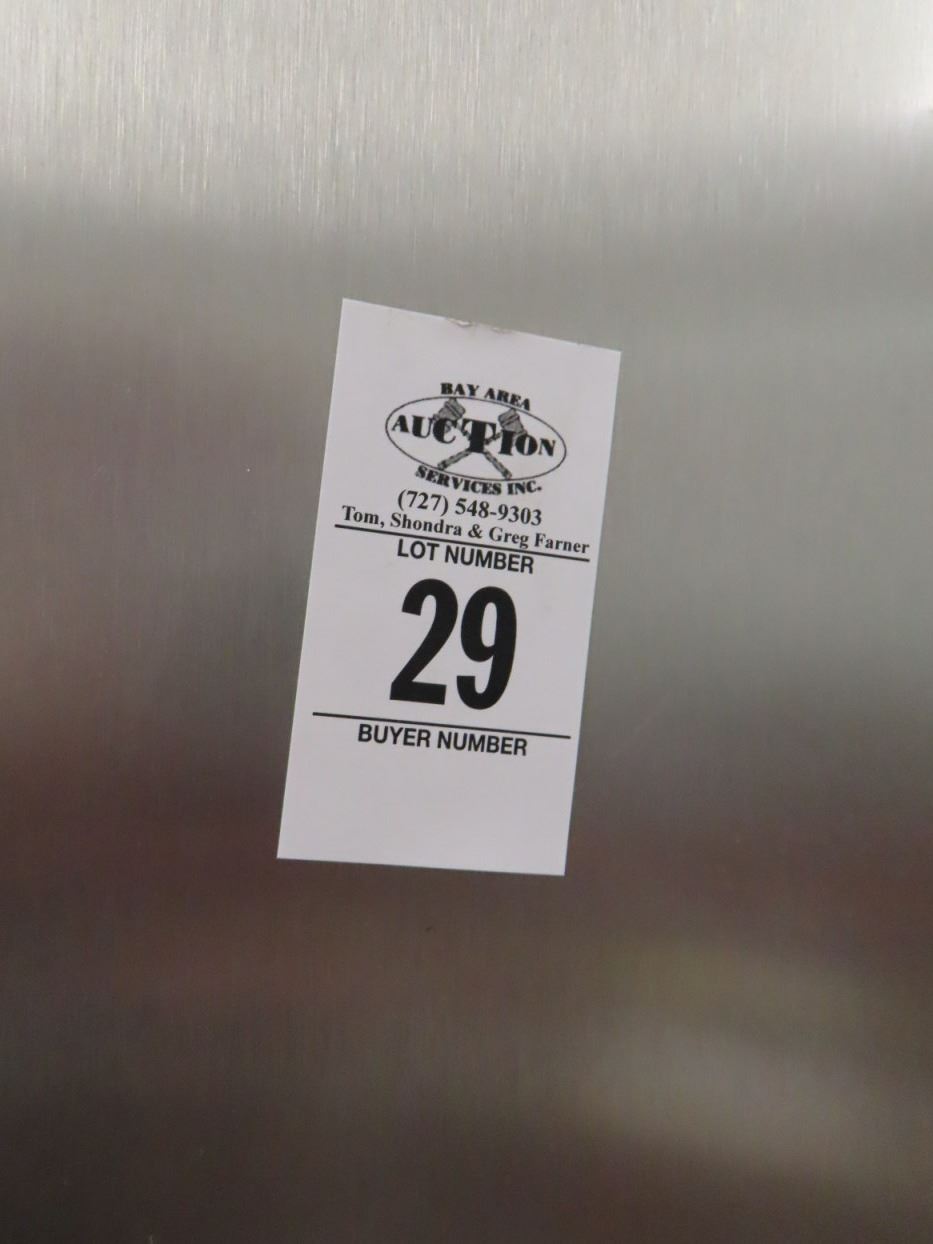 BAY AREA
AUCTION
SERVICES INC.
(727) 548-9303
Tom, Shondra & Greg Farner
LOT NUMBER
29
BUYER NUMBER